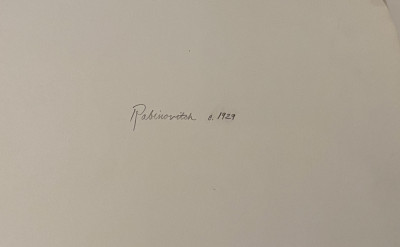 Rabinovitch c. 1929